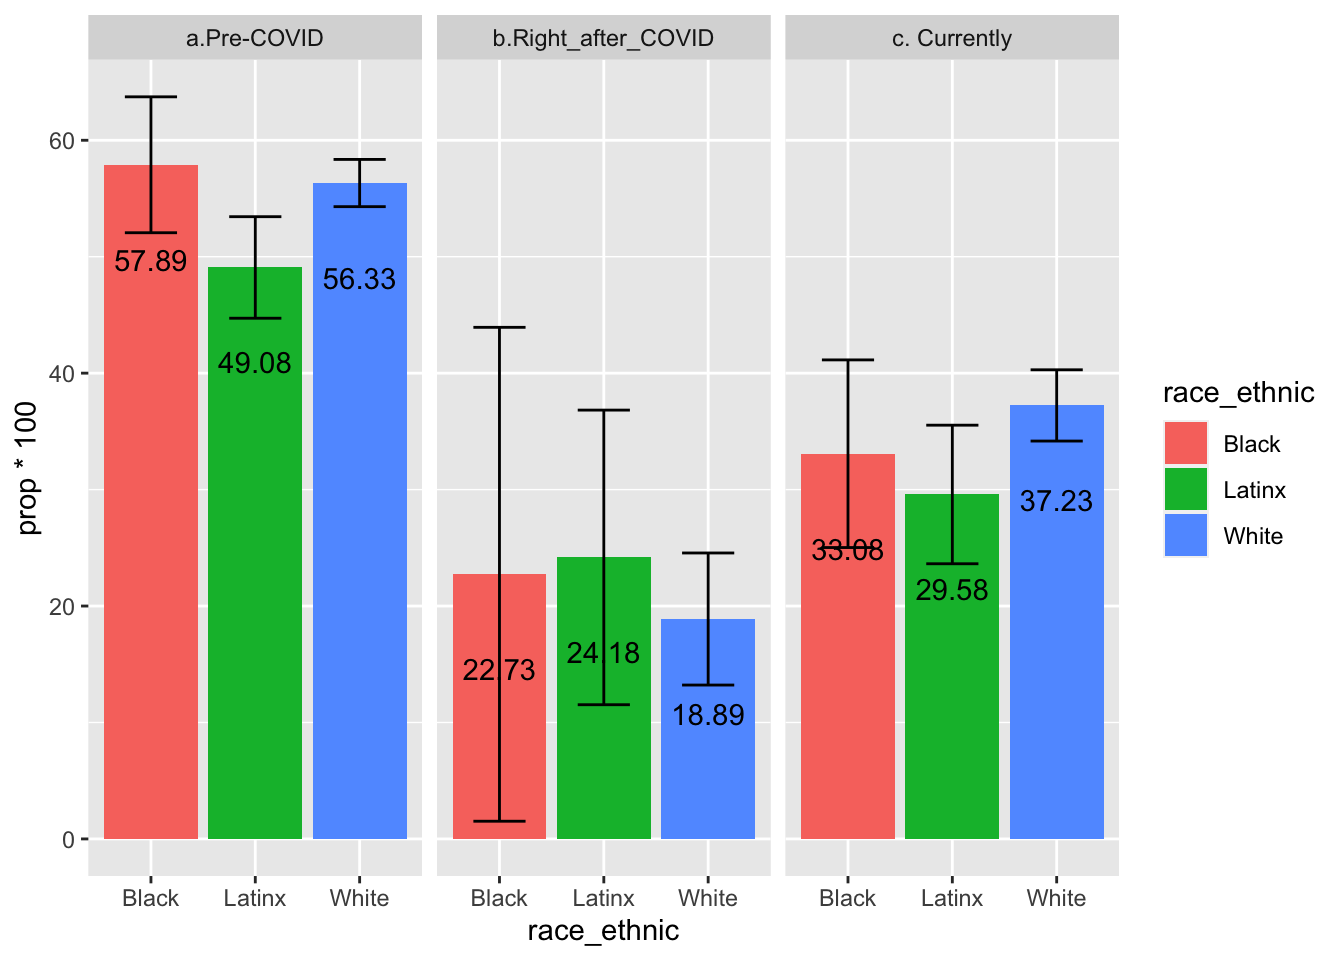 a.Pre-COVID
b.Right_after_COVID
c. Currently
prop * 100
60
40
20
0
57.89
49.08
56.33
22.73
24.18
18.89
33.08
29.58
37.23
Black
Latinx
White
Black
Latinx
White
Black
Latinx
White
race_ethnic
race_ethnic
Black
Latinx
White